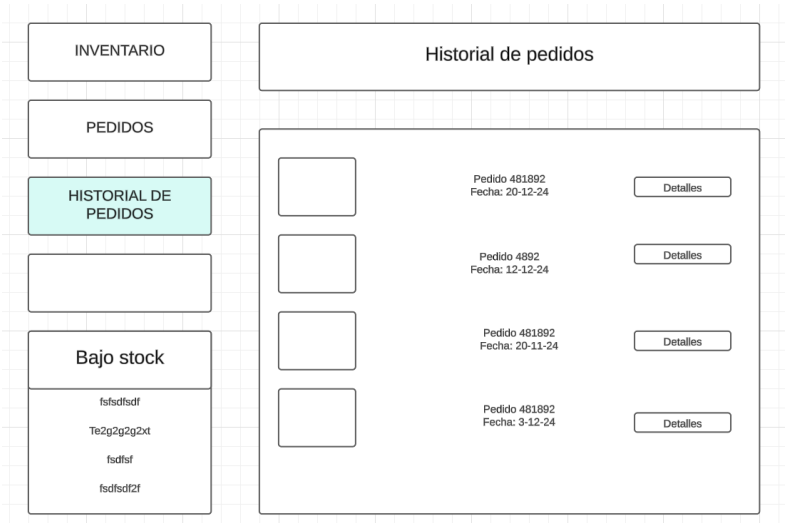 INVENTARIO
PEDIDOS
HISTORIAL DE
PEDIDOS
Bajo stock
fsfsdfsdf
Te2g2g2g2xt
fsdfsf
fsdfsdf2f
Historial de pedidos
Pedido 481892
Fecha: 20-12-24
Detalles
Pedido 4892
Fecha: 12-12-24
Detalles
Pedido 481892
Fecha: 20-11-24
Detalles
Pedido 481892
Fecha: 3-12-24
Detalles